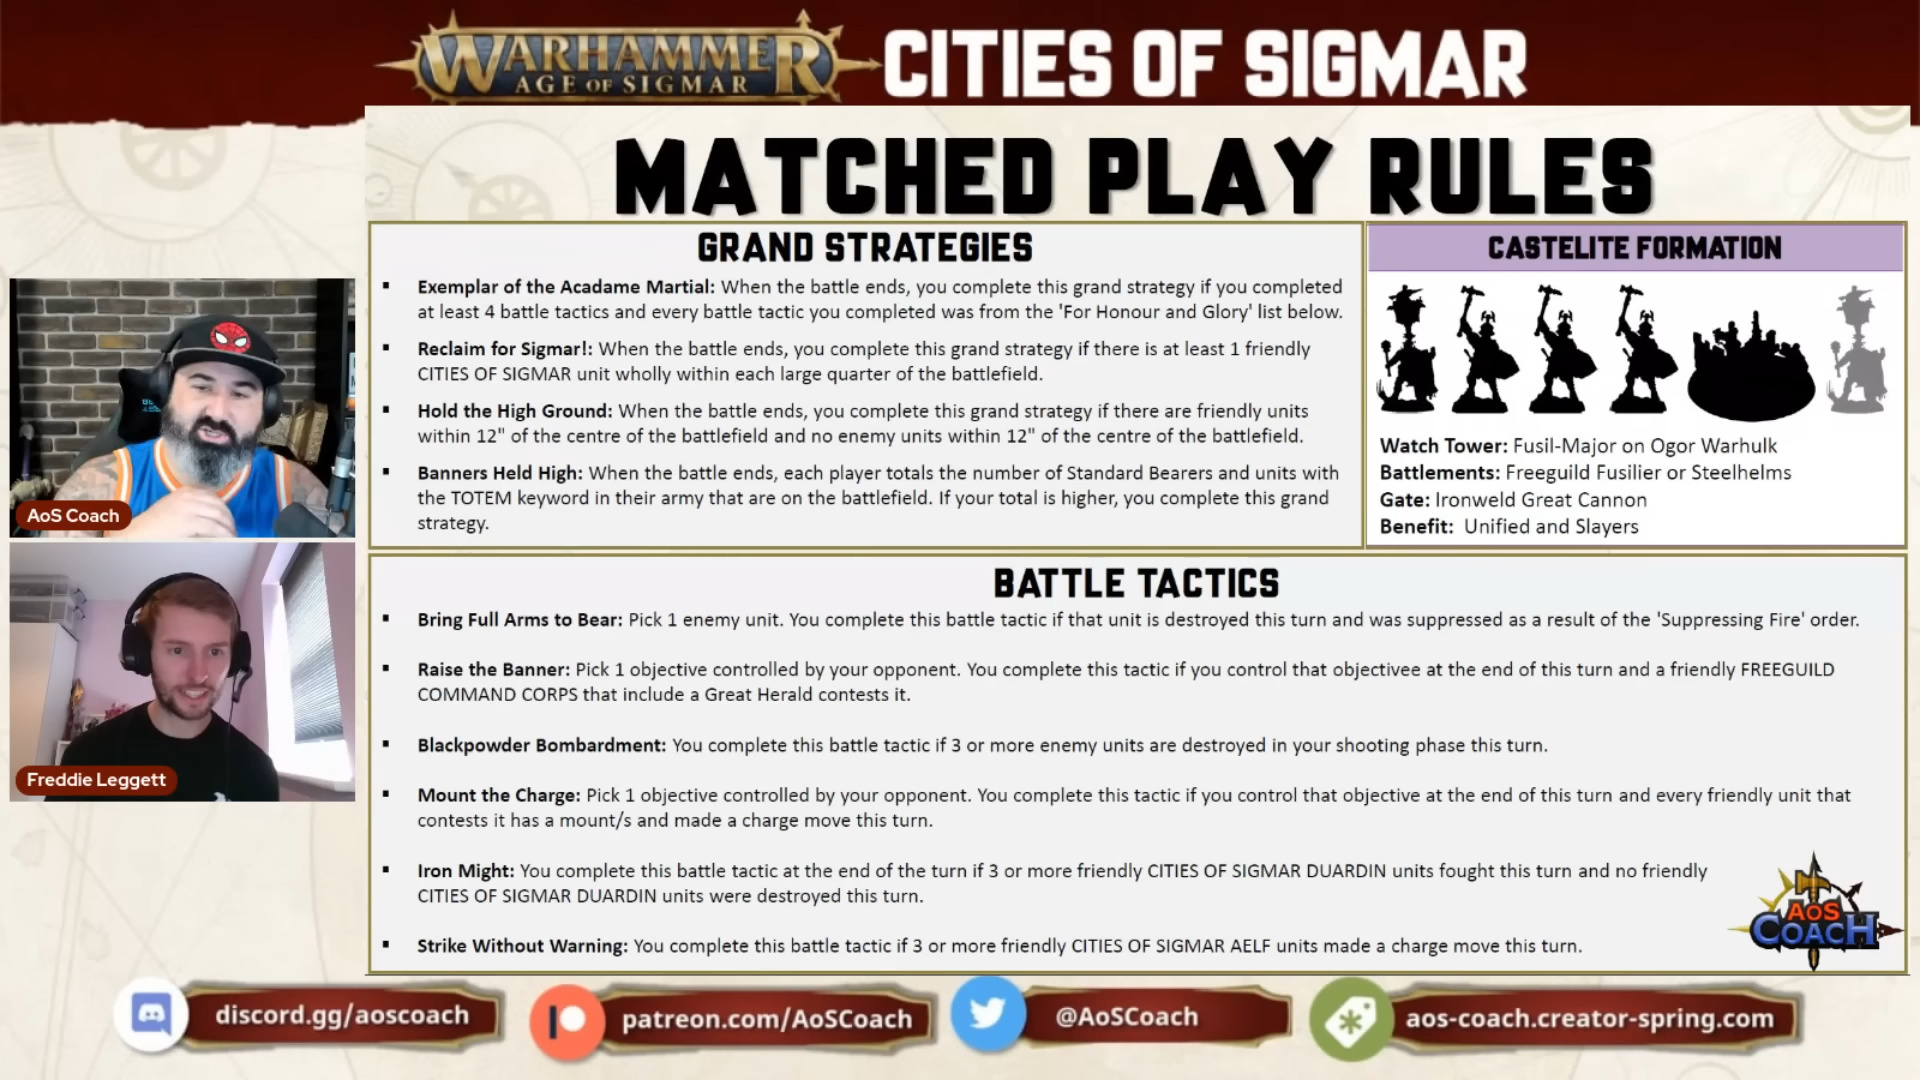 WARHAMMER
AGE OF SIGMAR
CITIES OF SIGMAR
MATCHED PLAY RULES
GRAND STRATEGIES
▪ Exemplar of the Acadame Martial: When the battle ends, you complete this grand strategy if you completed
at least 4 battle tactics and every battle tactic you completed was from the 'For Honour and Glory' list below.
▪ Reclaim for Sigmar!: When the battle ends, you complete this grand strategy if there is at least 1 friendly
CITIES OF SIGMAR unit wholly within each large quarter of the battlefield.
▪ Hold the High Ground: When the battle ends, you complete this grand strategy if there are friendly units
within 12" of the centre of the battlefield and no enemy units within 12" of the centre of the battlefield.
▪ Banners Held High: When the battle ends, each player totals the number of Standard Bearers and units with
the TOTEM keyword in their army that are on the battlefield. If your total is higher, you complete this grand
strategy.
CASTELITE FORMATION
Watch Tower: Fusil-Major on Ogor Warhulk
Battlements: Freeguild Fusilier or Steelhelms
Gate: Ironweld Great Cannon
Benefit: Unified and Slayers
AoS Coach
Freddie Leggett
BATTLE TACTICS
▪ Bring Full Arms to Bear: Pick 1 enemy unit. You complete this battle tactic if that unit is destroyed this turn and was suppressed as a result of the 'Suppressing Fire' order.
▪ Raise the Banner: Pick 1 objective controlled by your opponent. You complete this tactic if you control that objectivee at the end of this turn and a friendly FREEGUILD
COMMAND CORPS that include a Great Herald contests it.
▪ Blackpowder Bombardment: You complete this battle tactic if 3 or more enemy units are destroyed in your shooting phase this turn.
▪ Mount the Charge: Pick 1 objective controlled by your opponent. You complete this tactic if you control that objective at the end of this turn and every friendly unit that
contests it has a mount/s and made a charge move this turn.
▪ Iron Might: You complete this battle tactic at the end of the turn if 3 or more friendly CITIES OF SIGMAR DUARDIN units fought this turn and no friendly
CITIES OF SIGMAR DUARDIN units were destroyed this turn.
▪ Strike Without Warning: You complete this battle tactic if 3 or more friendly CITIES OF SIGMAR AELF units made a charge move this turn.
AoS
COACH
discord.gg/aoscoach
patreon.com/AoSCoach
@AoSCoach
aos-coach.creator-spring.com